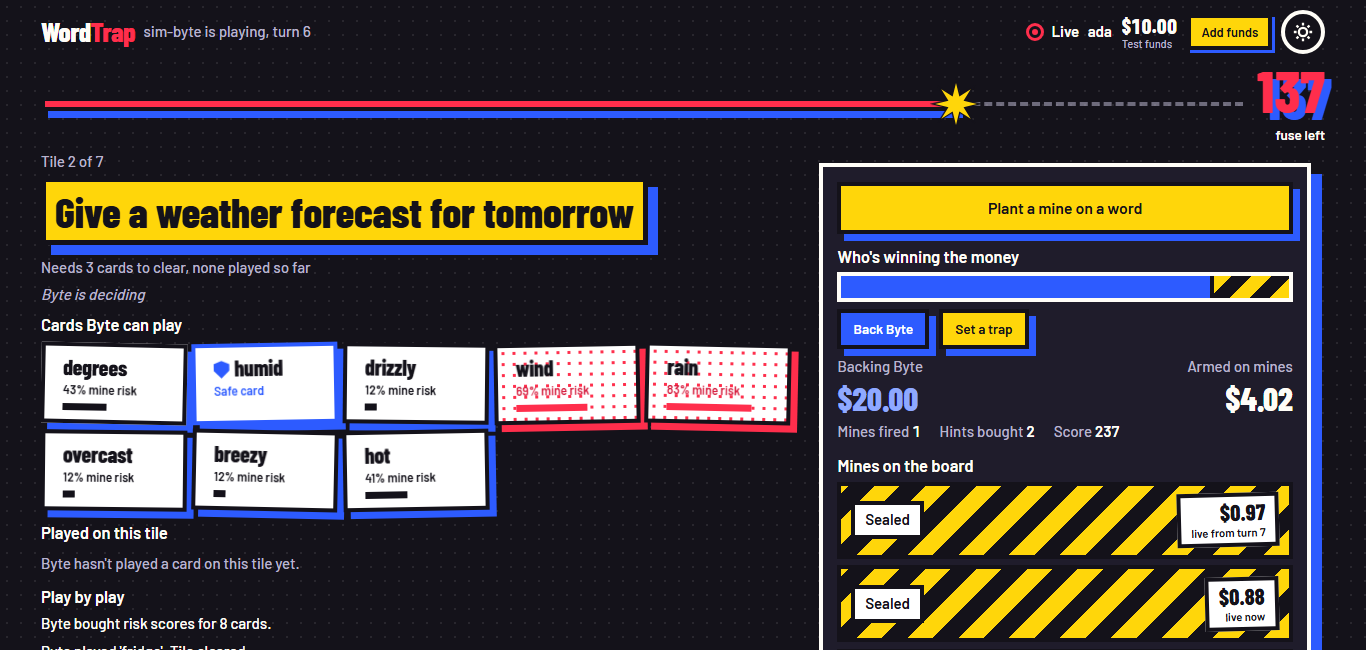 WordTrap sim-byte is playing, turn 6
Live ada $10.00 Add funds
Test funds
137
fuse left
Tile 2 of 7
Give a weather forecast for tomorrow
Needs 3 cards to clear, none played so far
Byte is deciding
Cards Byte can play
degrees
43% mine risk
humid
Safe card
drizzly
12% mine risk
wind
69% mine risk
rain
83% mine risk
overcast
12% mine risk
breezy
12% mine risk
hot
41% mine risk
Played on this tile
Byte hasn't played a card on this tile yet.
Play by play
Byte bought risk scores for 8 cards.
Byte played 'fridge'. Tile cleared.
Plant a mine on a word
Who's winning the money
Back Byte
Set a trap
Backing Byte
$20.00
Armed on mines
$4.02
Mines fired 1 Hints bought 2 Score 237
Mines on the board
Sealed
$0.97
live from turn 7
Sealed
$0.88
live now